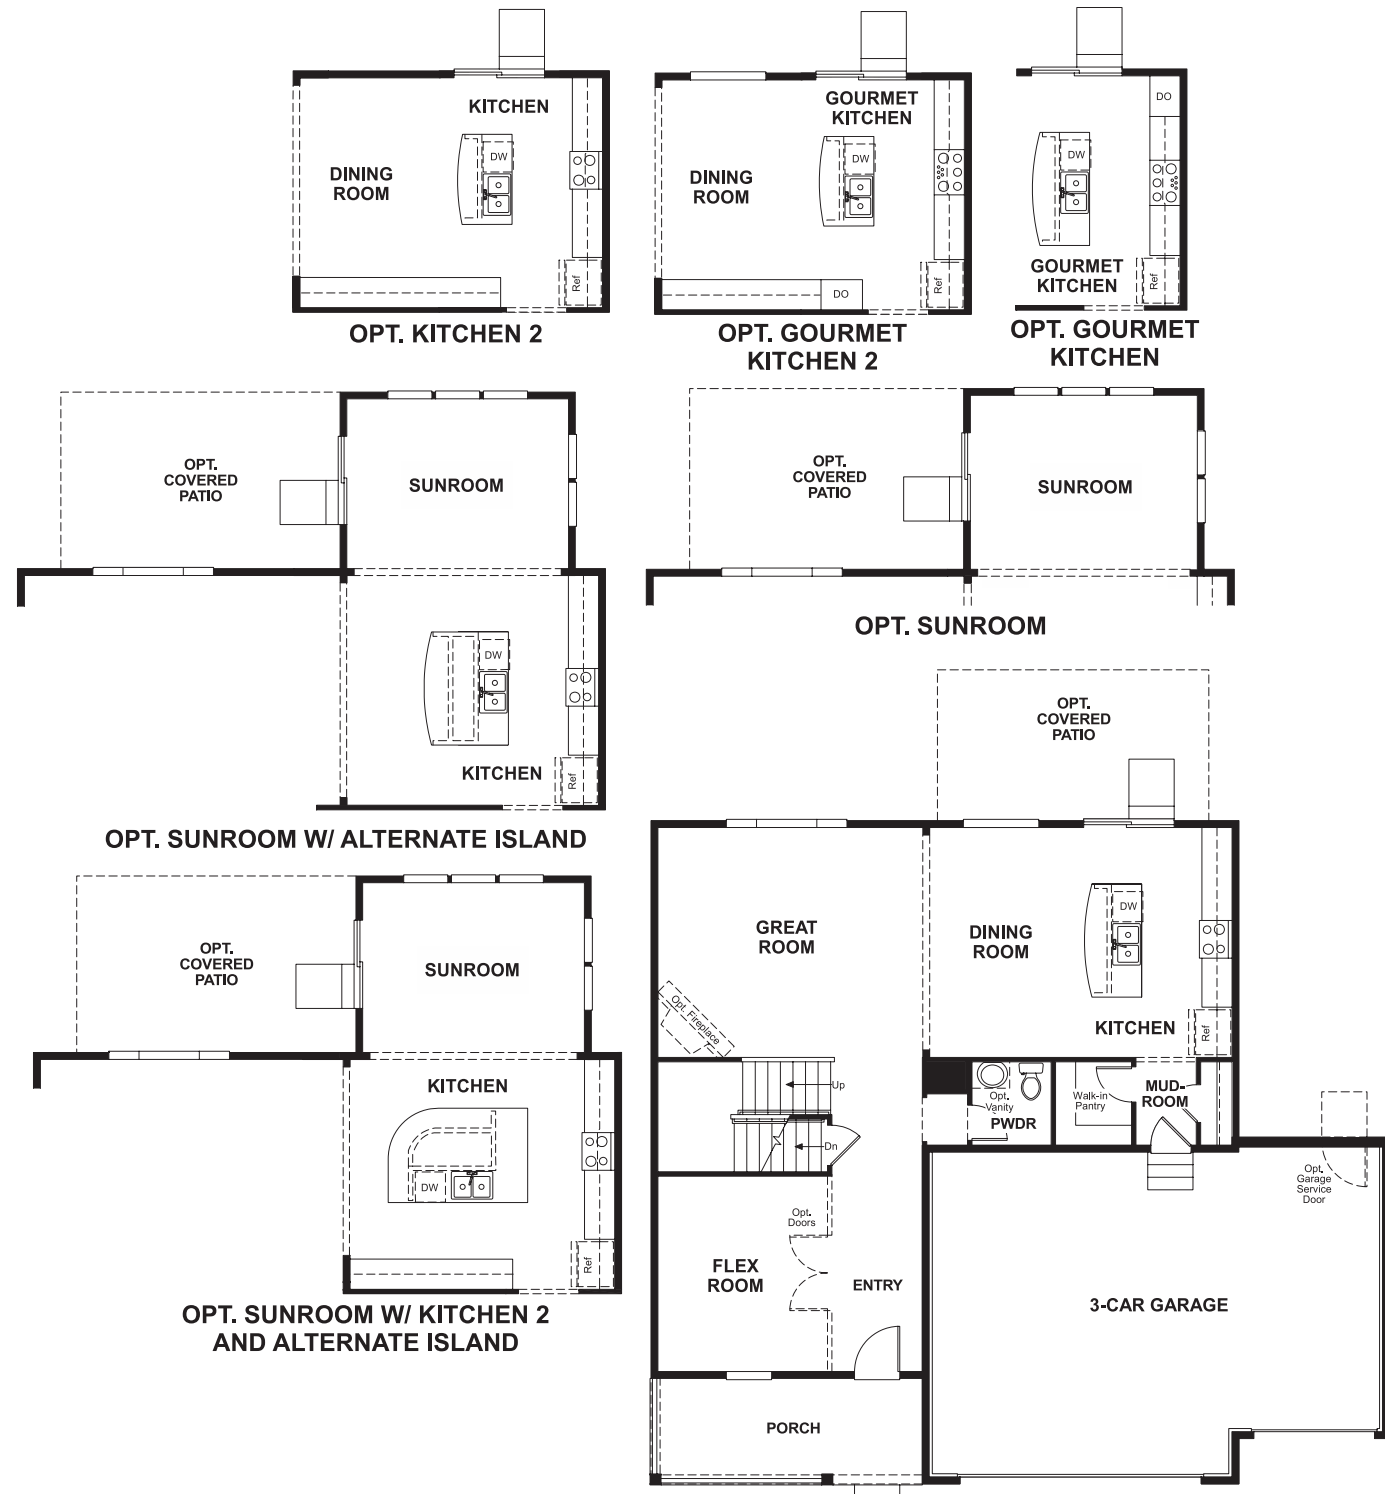 KITCHEN
DW
DINING
ROOM
Ref
OPT. KITCHEN 2
GOURMET
KITCHEN
DW
DINING
ROOM
Ref
DO
OPT. GOURMET
KITCHEN 2
DO
DW
GOURMET
KITCHEN
Ref
OPT. GOURMET
KITCHEN
OPT.
COVERED
PATIO
SUNROOM
DW
KITCHEN
Ref
OPT. SUNROOM W/ ALTERNATE ISLAND
OPT.
COVERED
PATIO
SUNROOM
OPT. SUNROOM
OPT.
COVERED
PATIO
SUNROOM
KITCHEN
DW
Ref
OPT. SUNROOM W/ KITCHEN 2
AND ALTERNATE ISLAND
OPT.
COVERED
PATIO
GREAT
ROOM
DINING
ROOM
DW
KITCHEN
Ref
Opt. Fireplace
Up
Dn
Opt.
Vanity
PWDR
Walk-in
Pantry
MUD-
ROOM
Opt.
Garage
Service
Door
Opt.
Doors
FLEX
ROOM
ENTRY
3-CAR GARAGE
PORCH